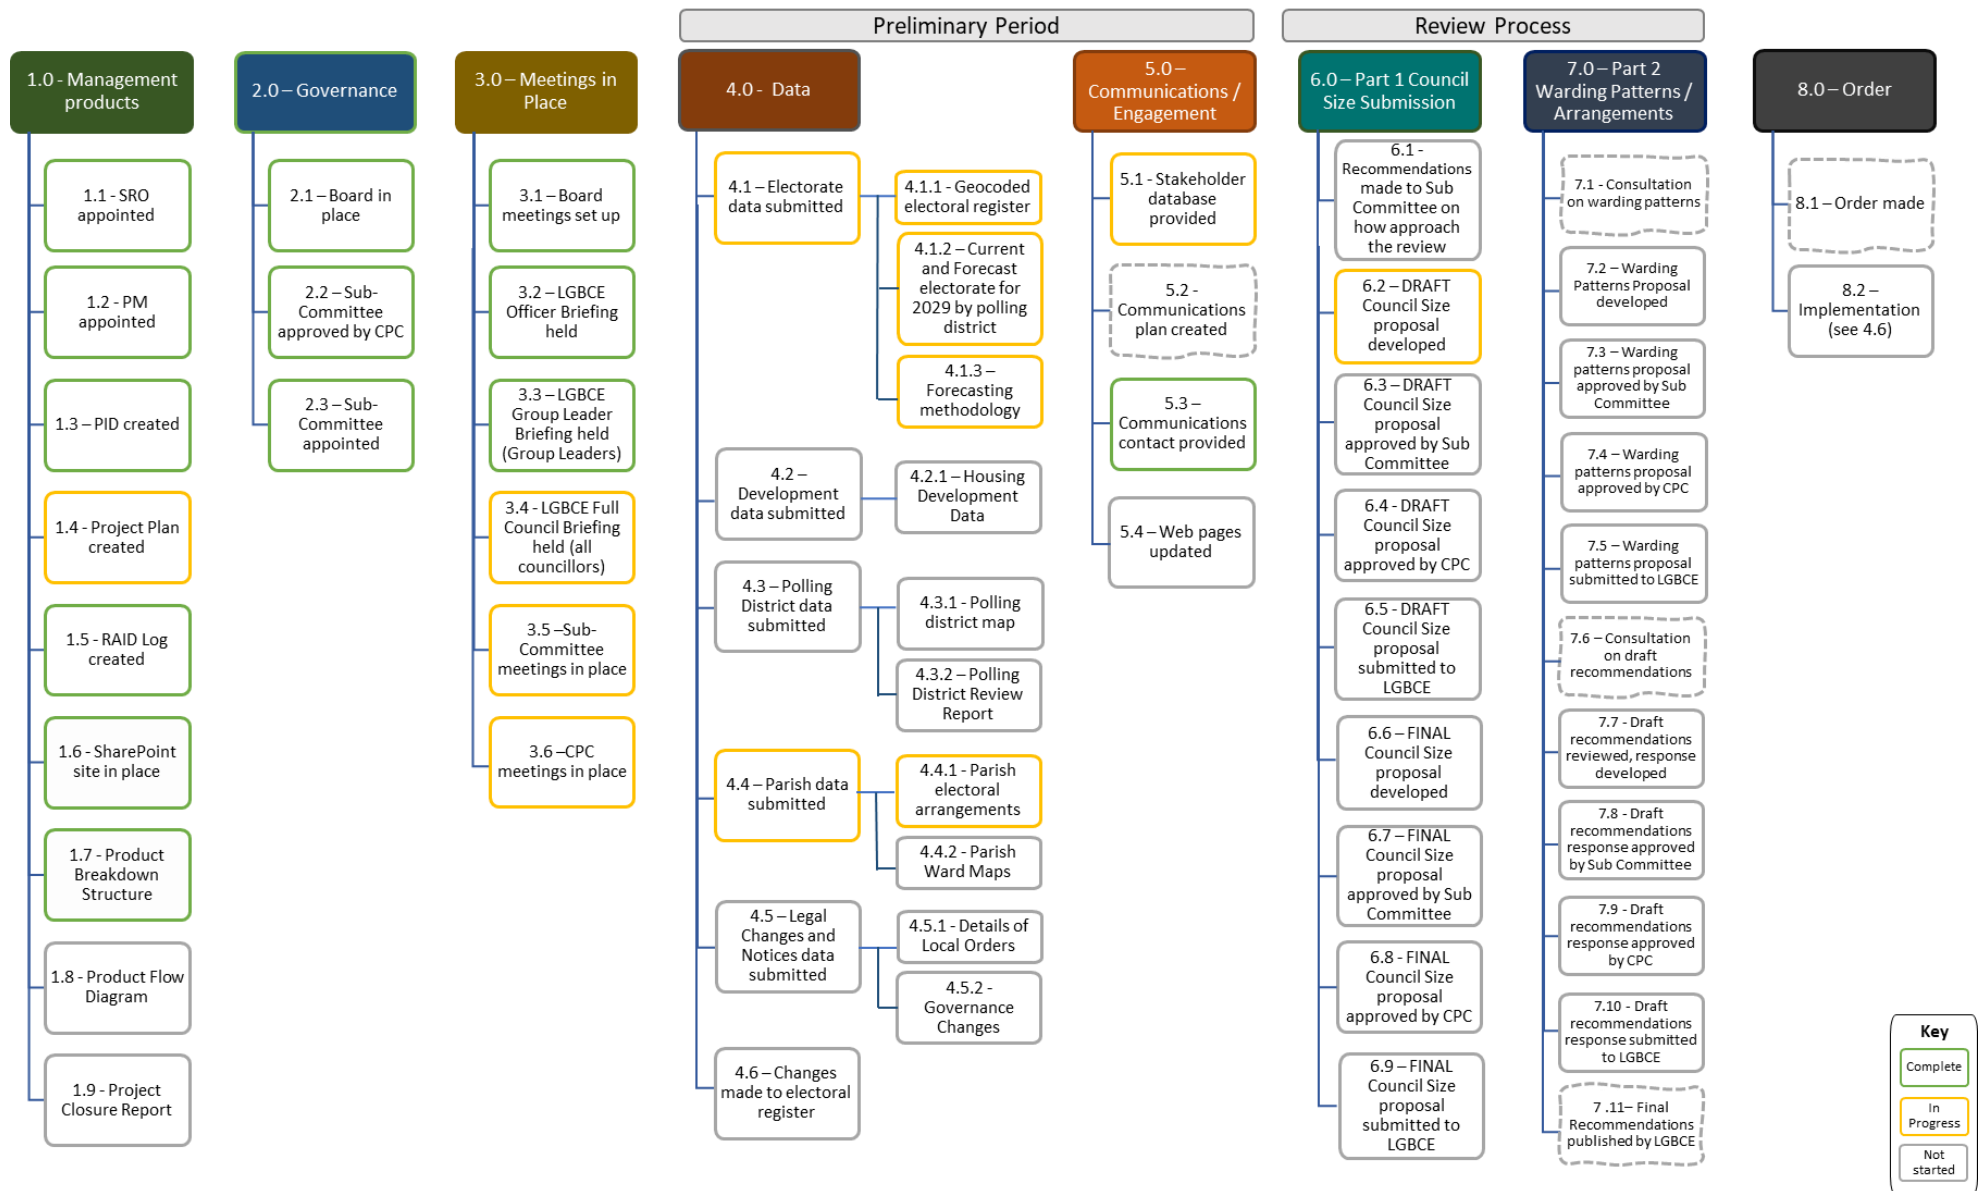 Preliminary Period
Review Process
1.0 - Management
products
2.0 – Governance
3.0 – Meetings in
Place
4.0 - Data
5.0 –
Communications /
Engagement
6.0 – Part 1 Council
Size Submission
7.0 – Part 2
Warding Patterns /
Arrangements
8.0 – Order
1.1 - SRO
appointed
1.2 - PM
appointed
1.3 – PID created
1.4 - Project Plan
created
1.5 - RAID Log
created
1.6 - SharePoint
site in place
1.7 - Product
Breakdown
Structure
1.8 - Product Flow
Diagram
1.9 - Project
Closure Report
2.1 – Board in
place
2.2 – Sub-
Committee
approved by CPC
2.3 – Sub-
Committee
appointed
3.1 – Board
meetings set up
3.2 – LGBCE
Officer Briefing
held
3.3 – LGBCE
Group Leader
Briefing held
(Group Leaders)
3.4 - LGBCE Full
Council Briefing
held (all
councillors)
3.5 –Sub-
Committee
meetings in place
3.6 –CPC
meetings in place
4.1 – Electorate
data submitted
4.1.1 - Geocoded
electoral register
4.1.2 – Current
and Forecast
electorate for
2029 by polling
district
4.1.3 –
Forecasting
methodology
4.2 –
Development
data submitted
4.2.1 – Housing
Development
Data
4.3 – Polling
District data
submitted
4.3.1 - Polling
district map
4.3.2 – Polling
District Review
Report
4.4 – Parish data
submitted
4.4.1 - Parish
electoral
arrangements
4.4.2 - Parish
Ward Maps
4.5 – Legal
Changes and
Notices data
submitted
4.5.1 - Details of
Local Orders
4.5.2 -
Governance
Changes
4.6 – Changes
made to electoral
register
5.1 - Stakeholder
database
provided
5.2 -
Communications
plan created
5.3 –
Communications
contact provided
5.4 – Web pages
updated
6.1 -
Recommendations
made to Sub
Committee on
how approach
the review
6.2 – DRAFT
Council Size
proposal
developed
6.3 – DRAFT
Council Size
proposal
approved by Sub
Committee
6.4 - DRAFT
Council Size
proposal
approved by CPC
6.5 - DRAFT
Council Size
proposal
submitted to
LGBCE
6.6 – FINAL
Council Size
proposal
developed
6.7 – FINAL
Council Size
proposal
approved by Sub
Committee
6.8 - FINAL
Council Size
proposal
approved by CPC
6.9 – FINAL
Council Size
proposal
submitted to
LGBCE
7.1 - Consultation
on warding patterns
7.2 – Warding
Patterns Proposal
developed
7.3 – Warding
patterns proposal
approved by Sub
Committee
7.4 – Warding
patterns proposal
approved by CPC
7.5 – Warding
patterns proposal
submitted to LGBCE
7.6 – Consultation
on draft
recommendations
7.7 - Draft
recommendations
reviewed, response
developed
7.8 - Draft
recommendations
response approved
by Sub Committee
7.9 – Draft
recommendations
response approved
by CPC
7.10 - Draft
recommendations
response submitted
to LGBCE
7 .11– Final
Recommendations
published by LGBCE
8.1 – Order made
8.2 –
Implementation
(see 4.6)
Key
Complete
In
Progress
Not
started